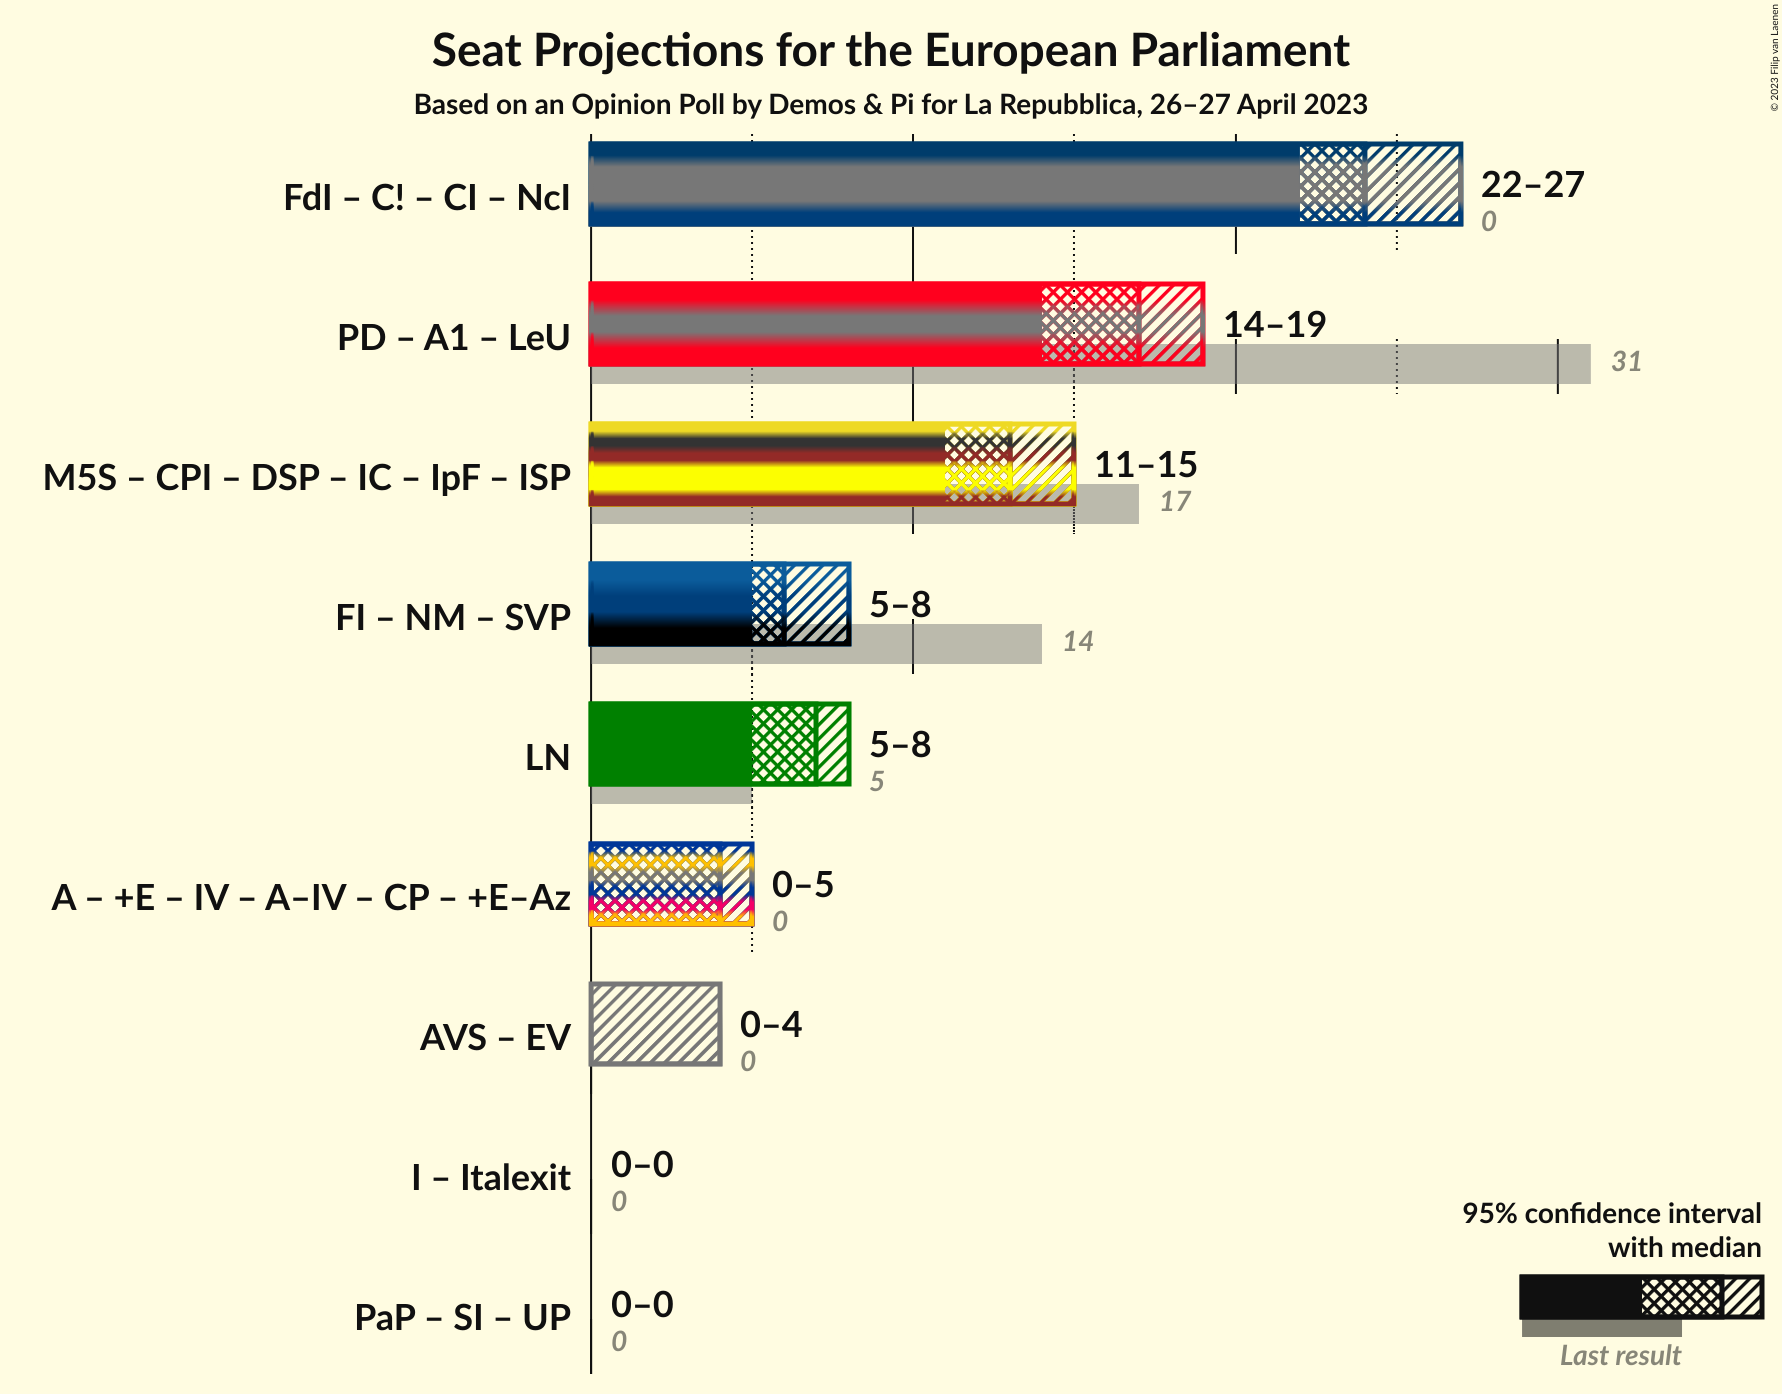 Seat Projections for the European Parliament
Based on an Opinion Poll by Demos & Pi for La Repubblica, 26–27 April 2023
© 2023 Filip van Laenen
FdI – C! – CI – NcI
22–27
0
PD – A1 – LeU
14–19
31
M5S – CPI – DSP – IC – IpF – ISP
11–15
17
FI – NM – SVP
5–8
14
LN
5–8
5
A – +E – IV – A–IV – CP – +E–Az
0–5
0
AVS – EV
0–4
0
I – Italexit
0–0
0
PaP – SI – UP
0–0
0
95% confidence interval
with median
Last result